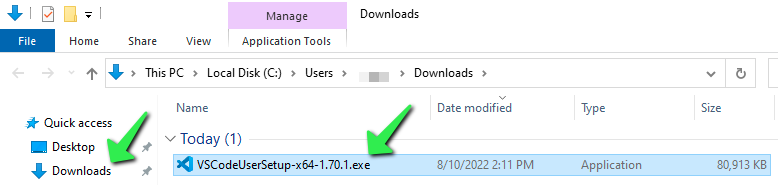 Manage Downloads
File Home Share View Application Tools
This PC > Local Disk (C:) > Users > > Downloads >
Name Date modified Type Size
Quick access
Today (1)
Desktop
Downloads VSCodeUserSetup-x64-1.70.1.exe 8/10/2022 2:11 PM Application 80,913 KB